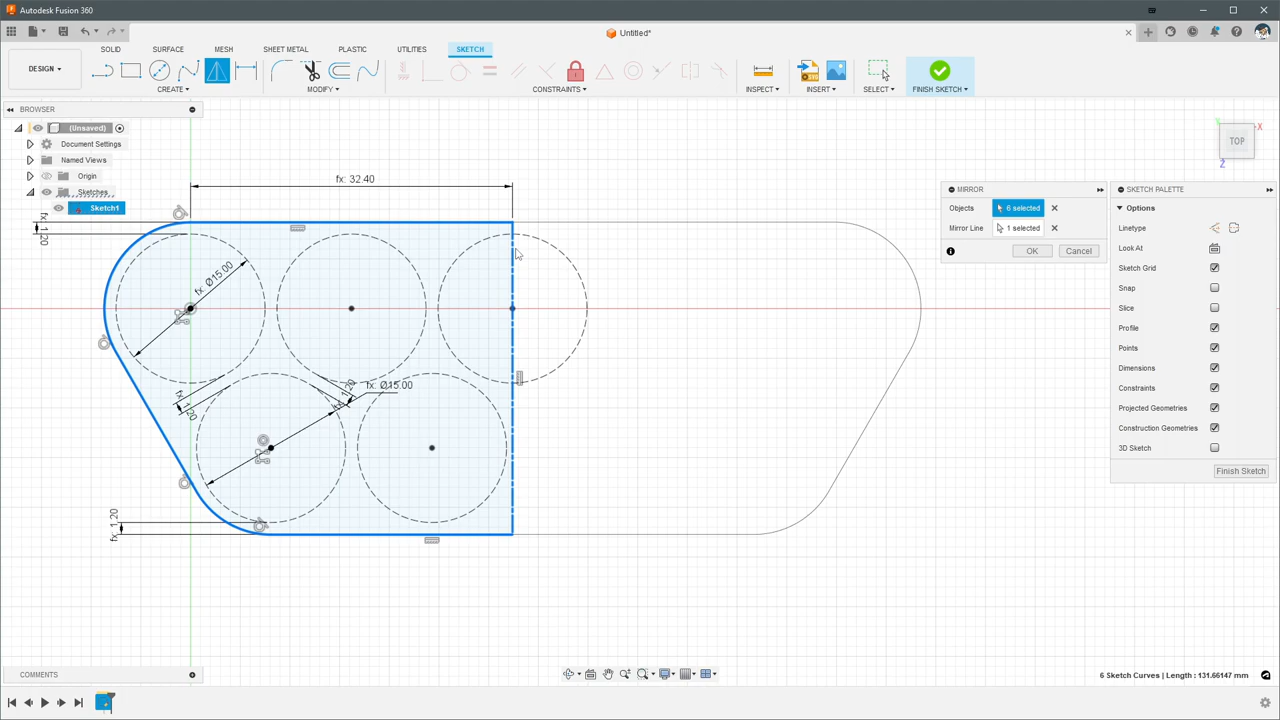 Autodesk Fusion 360
Untitled*
DESIGN
SOLID
SURFACE
MESH
SHEET METAL
PLASTIC
UTILITIES
SKETCH
CREATE
MODIFY
CONSTRAINTS
INSPECT
INSERT
SELECT
FINISH SKETCH
BROWSER
(Unsaved)
Document Settings
Named Views
Origin
Sketches
Sketch1
fx: 32.40
fx: 1.20
fx: Ø15.00
fx: 1.20
fx: 1.20
fx: Ø15.00
fx: 1.20
TOP
X
Y
Z
MIRROR
Objects
6 selected
Mirror Line
1 selected
OK
Cancel
SKETCH PALETTE
Options
Linetype
Look At
Sketch Grid
Snap
Slice
Profile
Points
Dimensions
Constraints
Projected Geometries
Construction Geometries
3D Sketch
Finish Sketch
COMMENTS
6 Sketch Curves | Length : 131.66147 mm